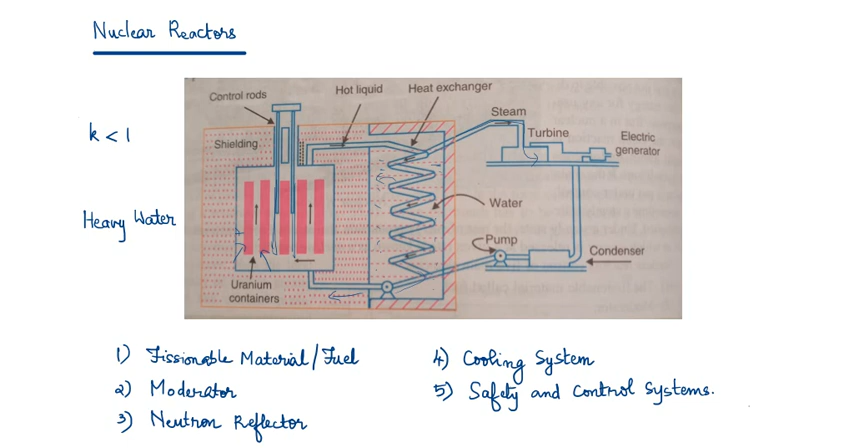 Nuclear Reactors
Control rods
Hot liquid
Heat exchanger
Steam
k < 1
Shielding
Turbine
Electric
generator
Heavy Water
Water
Pump
Condenser
Uranium
containers
1) Fissionable Material/Fuel
2) Moderator
3) Neutron Reflector
4) Cooling System
5) Safety and Control Systems.